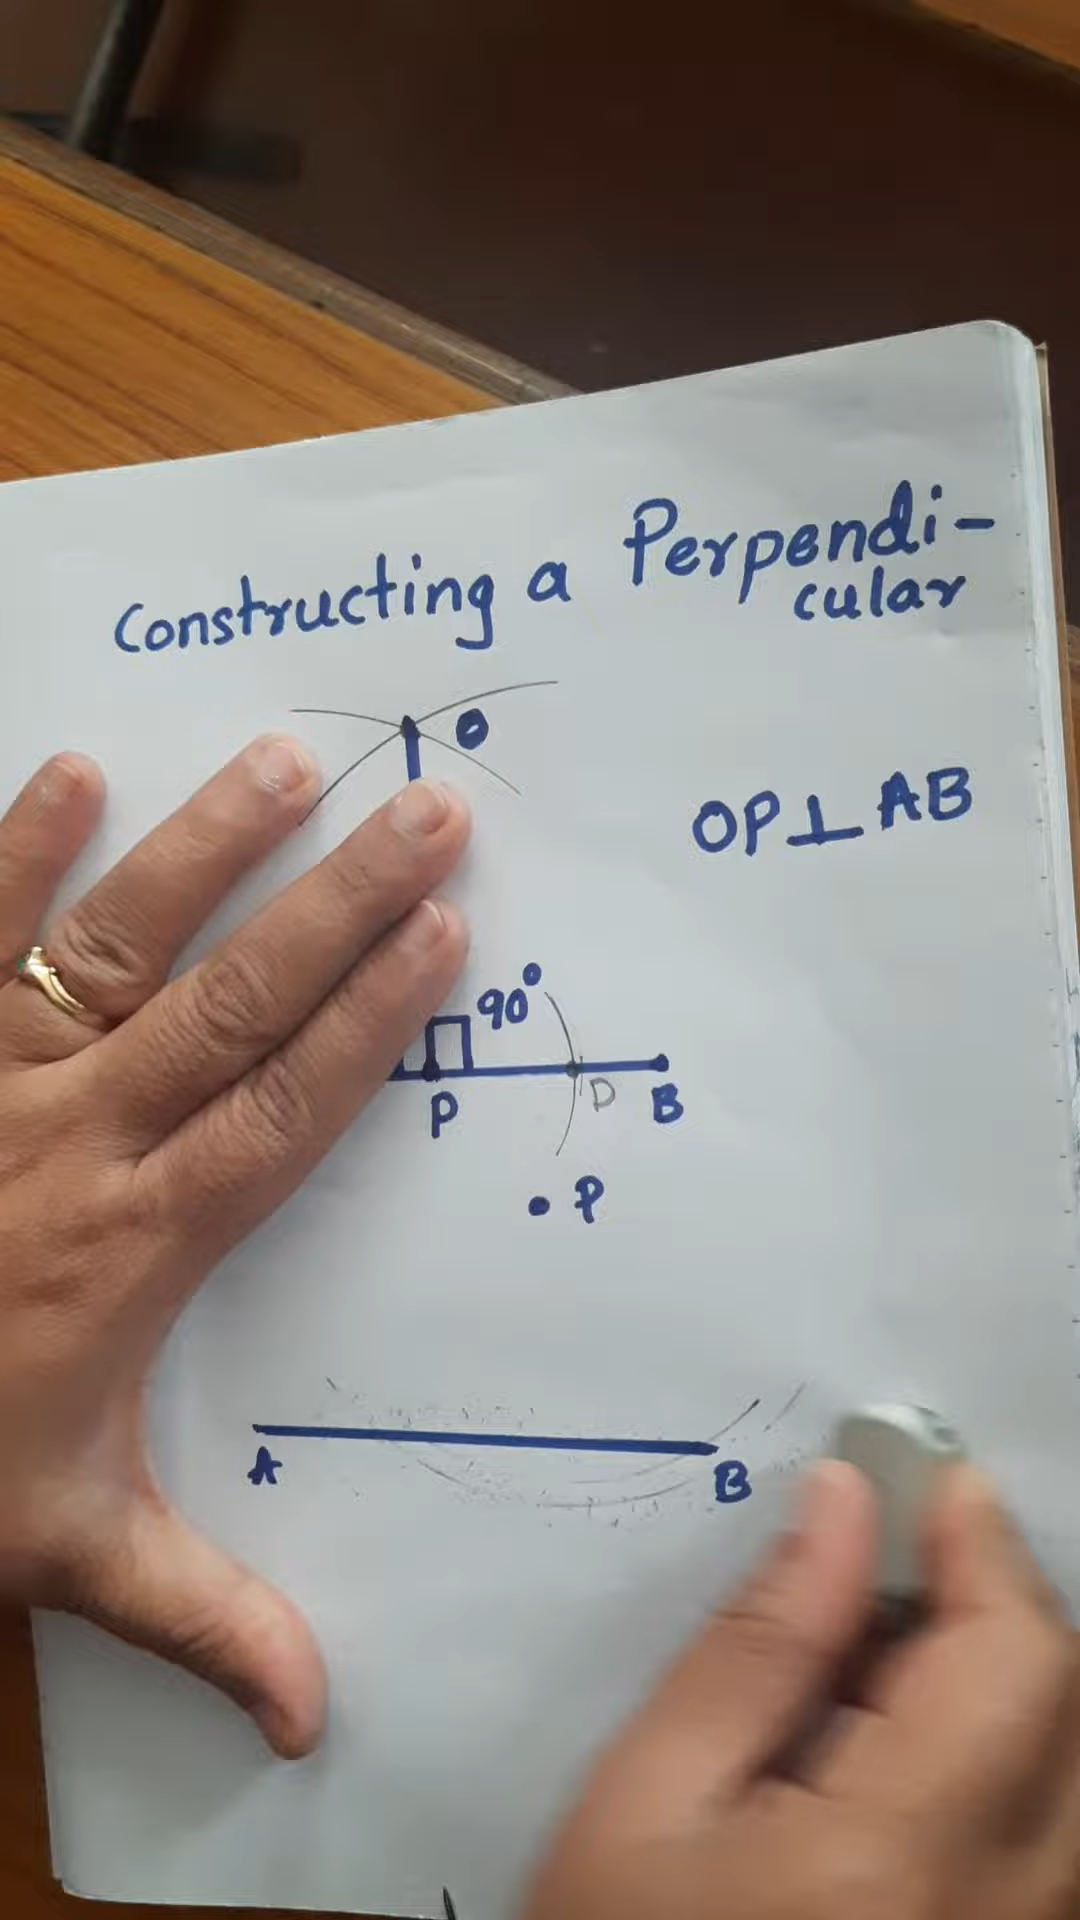 Constructing a Perpendi-
cular
O
OP⊥AB
90°
P
D
B
P
A
B